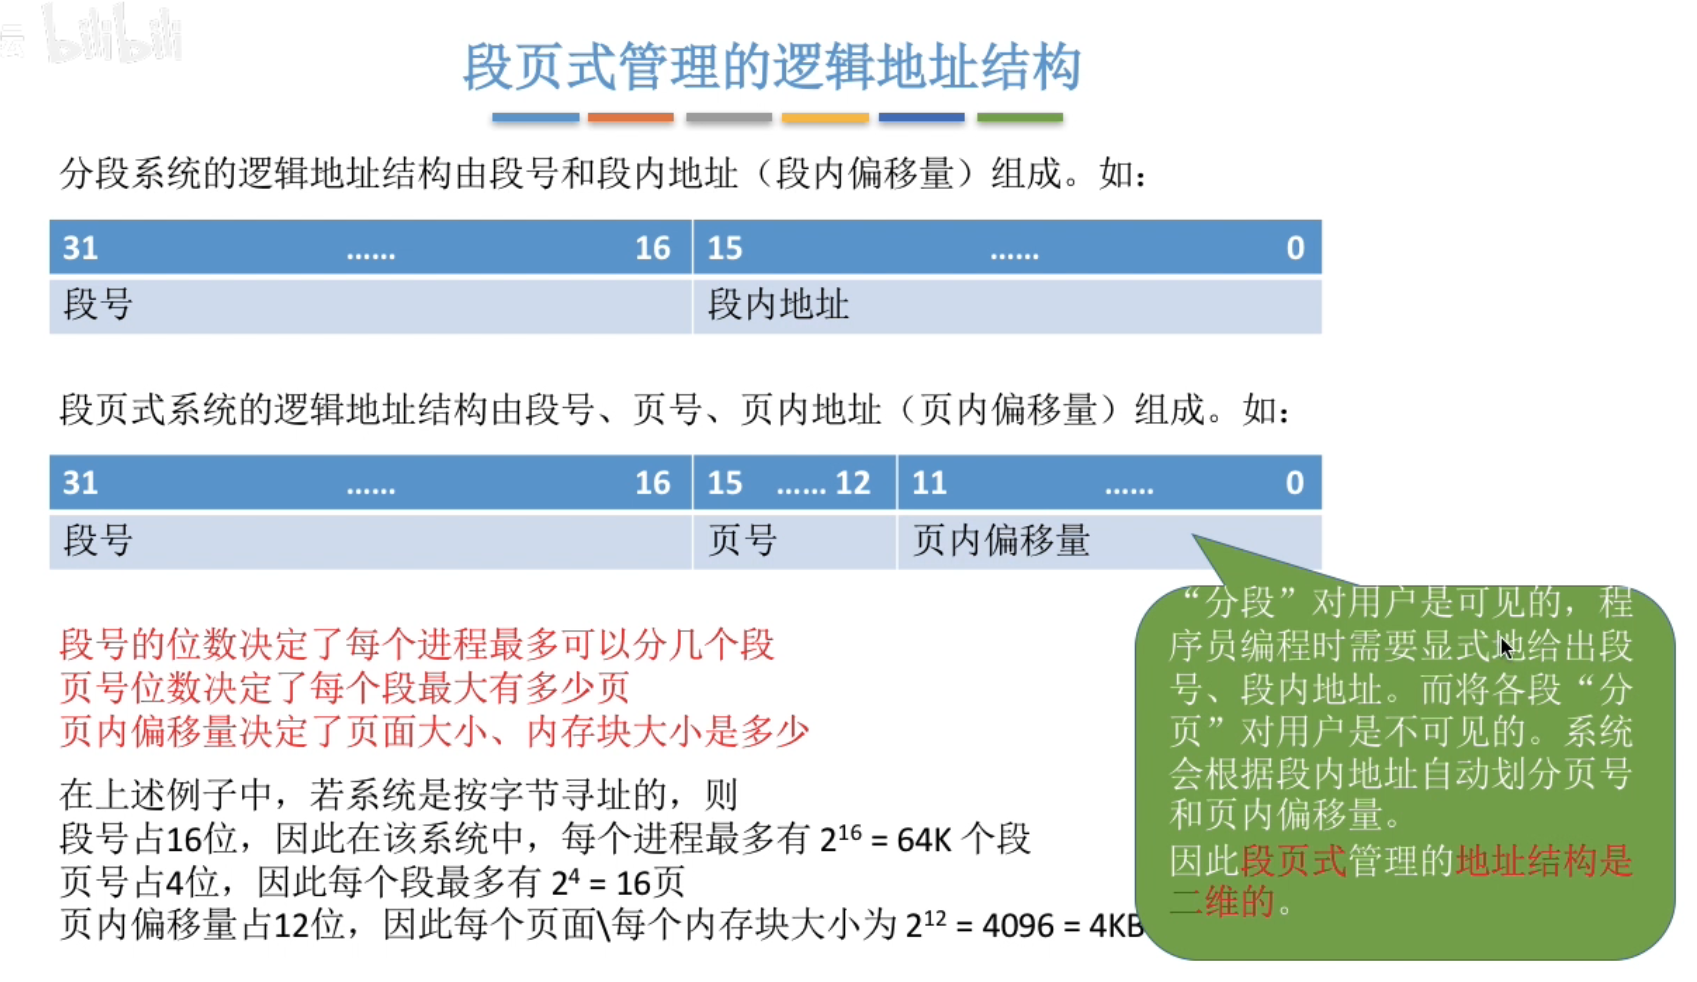 云 bilibili
段页式管理的逻辑地址结构
分段系统的逻辑地址结构由段号和段内地址（段内偏移量）组成。如：
31 …… 16 15 …… 0
段号 段内地址
段页式系统的逻辑地址结构由段号、页号、页内地址（页内偏移量）组成。如：
31 …… 16 15 …… 12 11 …… 0
段号 页号 页内偏移量
段号的位数决定了每个进程最多可以分几个段
页号位数决定了每个段最大有多少页
页内偏移量决定了页面大小、内存块大小是多少
在上述例子中，若系统是按字节寻址的，则
段号占16位，因此在该系统中，每个进程最多有 2¹⁶ = 64K 个段
页号占4位，因此每个段最多有 2⁴ = 16页
页内偏移量占12位，因此每个页面\每个内存块大小为 2¹² = 4096 = 4KB
“分段”对用户是可见的，程
序员编程时需要显式地给出段
号、段内地址。而将各段“分
页”对用户是不可见的。系统
会根据段内地址自动划分页号
和页内偏移量。
因此段页式管理的地址结构是
二维的。